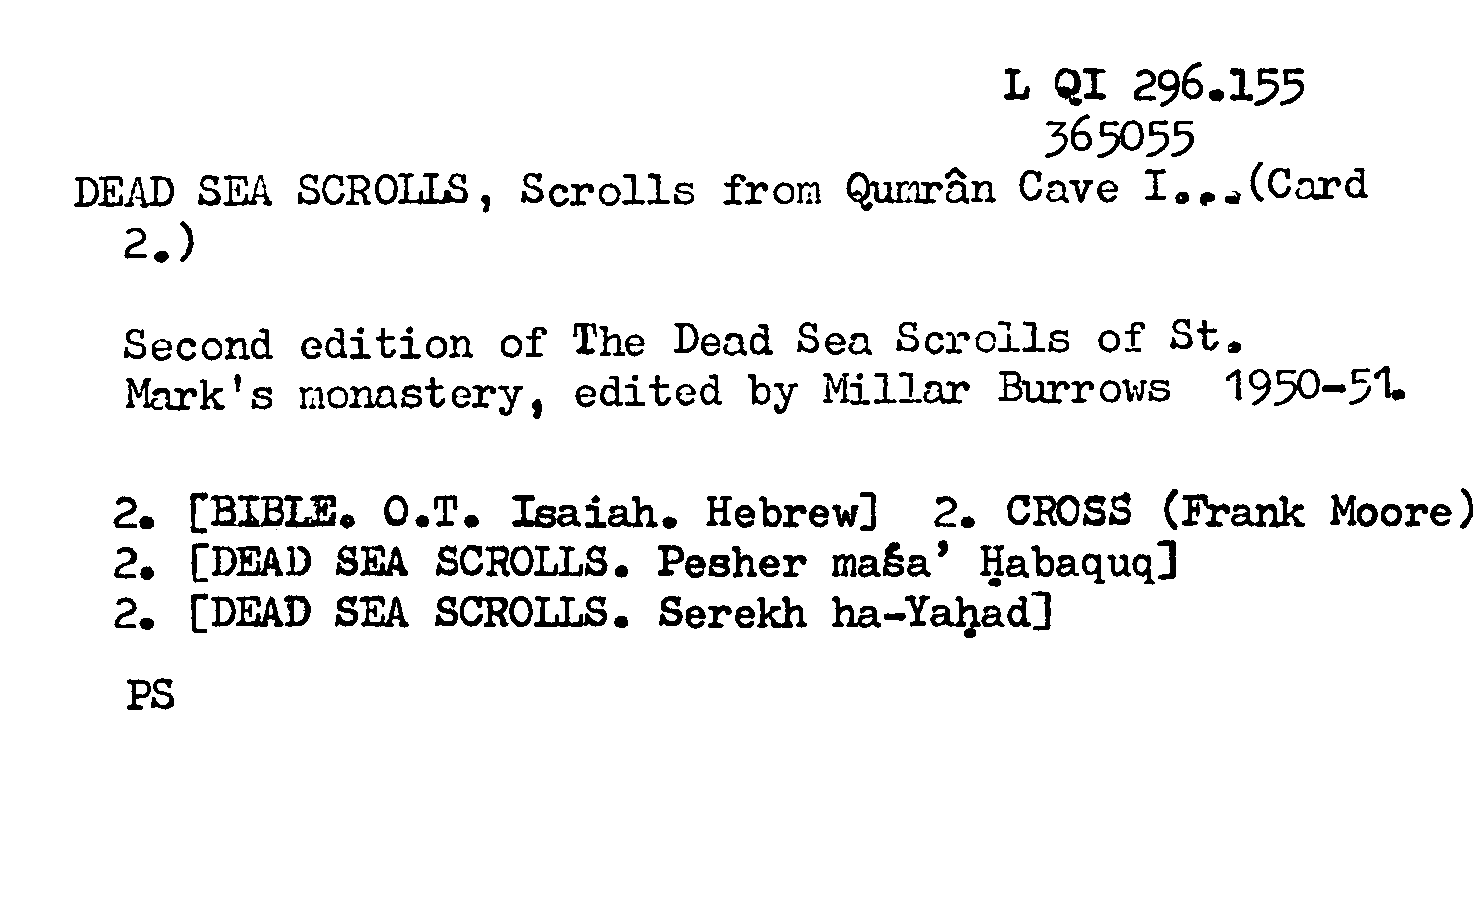 L QI 296.155
365055
DEAD SEA SCROLLS, Scrolls from Qumrân Cave I...(Card
2.)
Second edition of The Dead Sea Scrolls of St.
Mark's monastery, edited by Millar Burrows 1950-51.
2. [BIBLE. O.T. Isaiah. Hebrew] 2. CROSS (Frank Moore)
2. [DEAD SEA SCROLLS. Pesher maśa’ Ḥabaquq]
2. [DEAD SEA SCROLLS. Serekh ha-Yaḥad]
PS